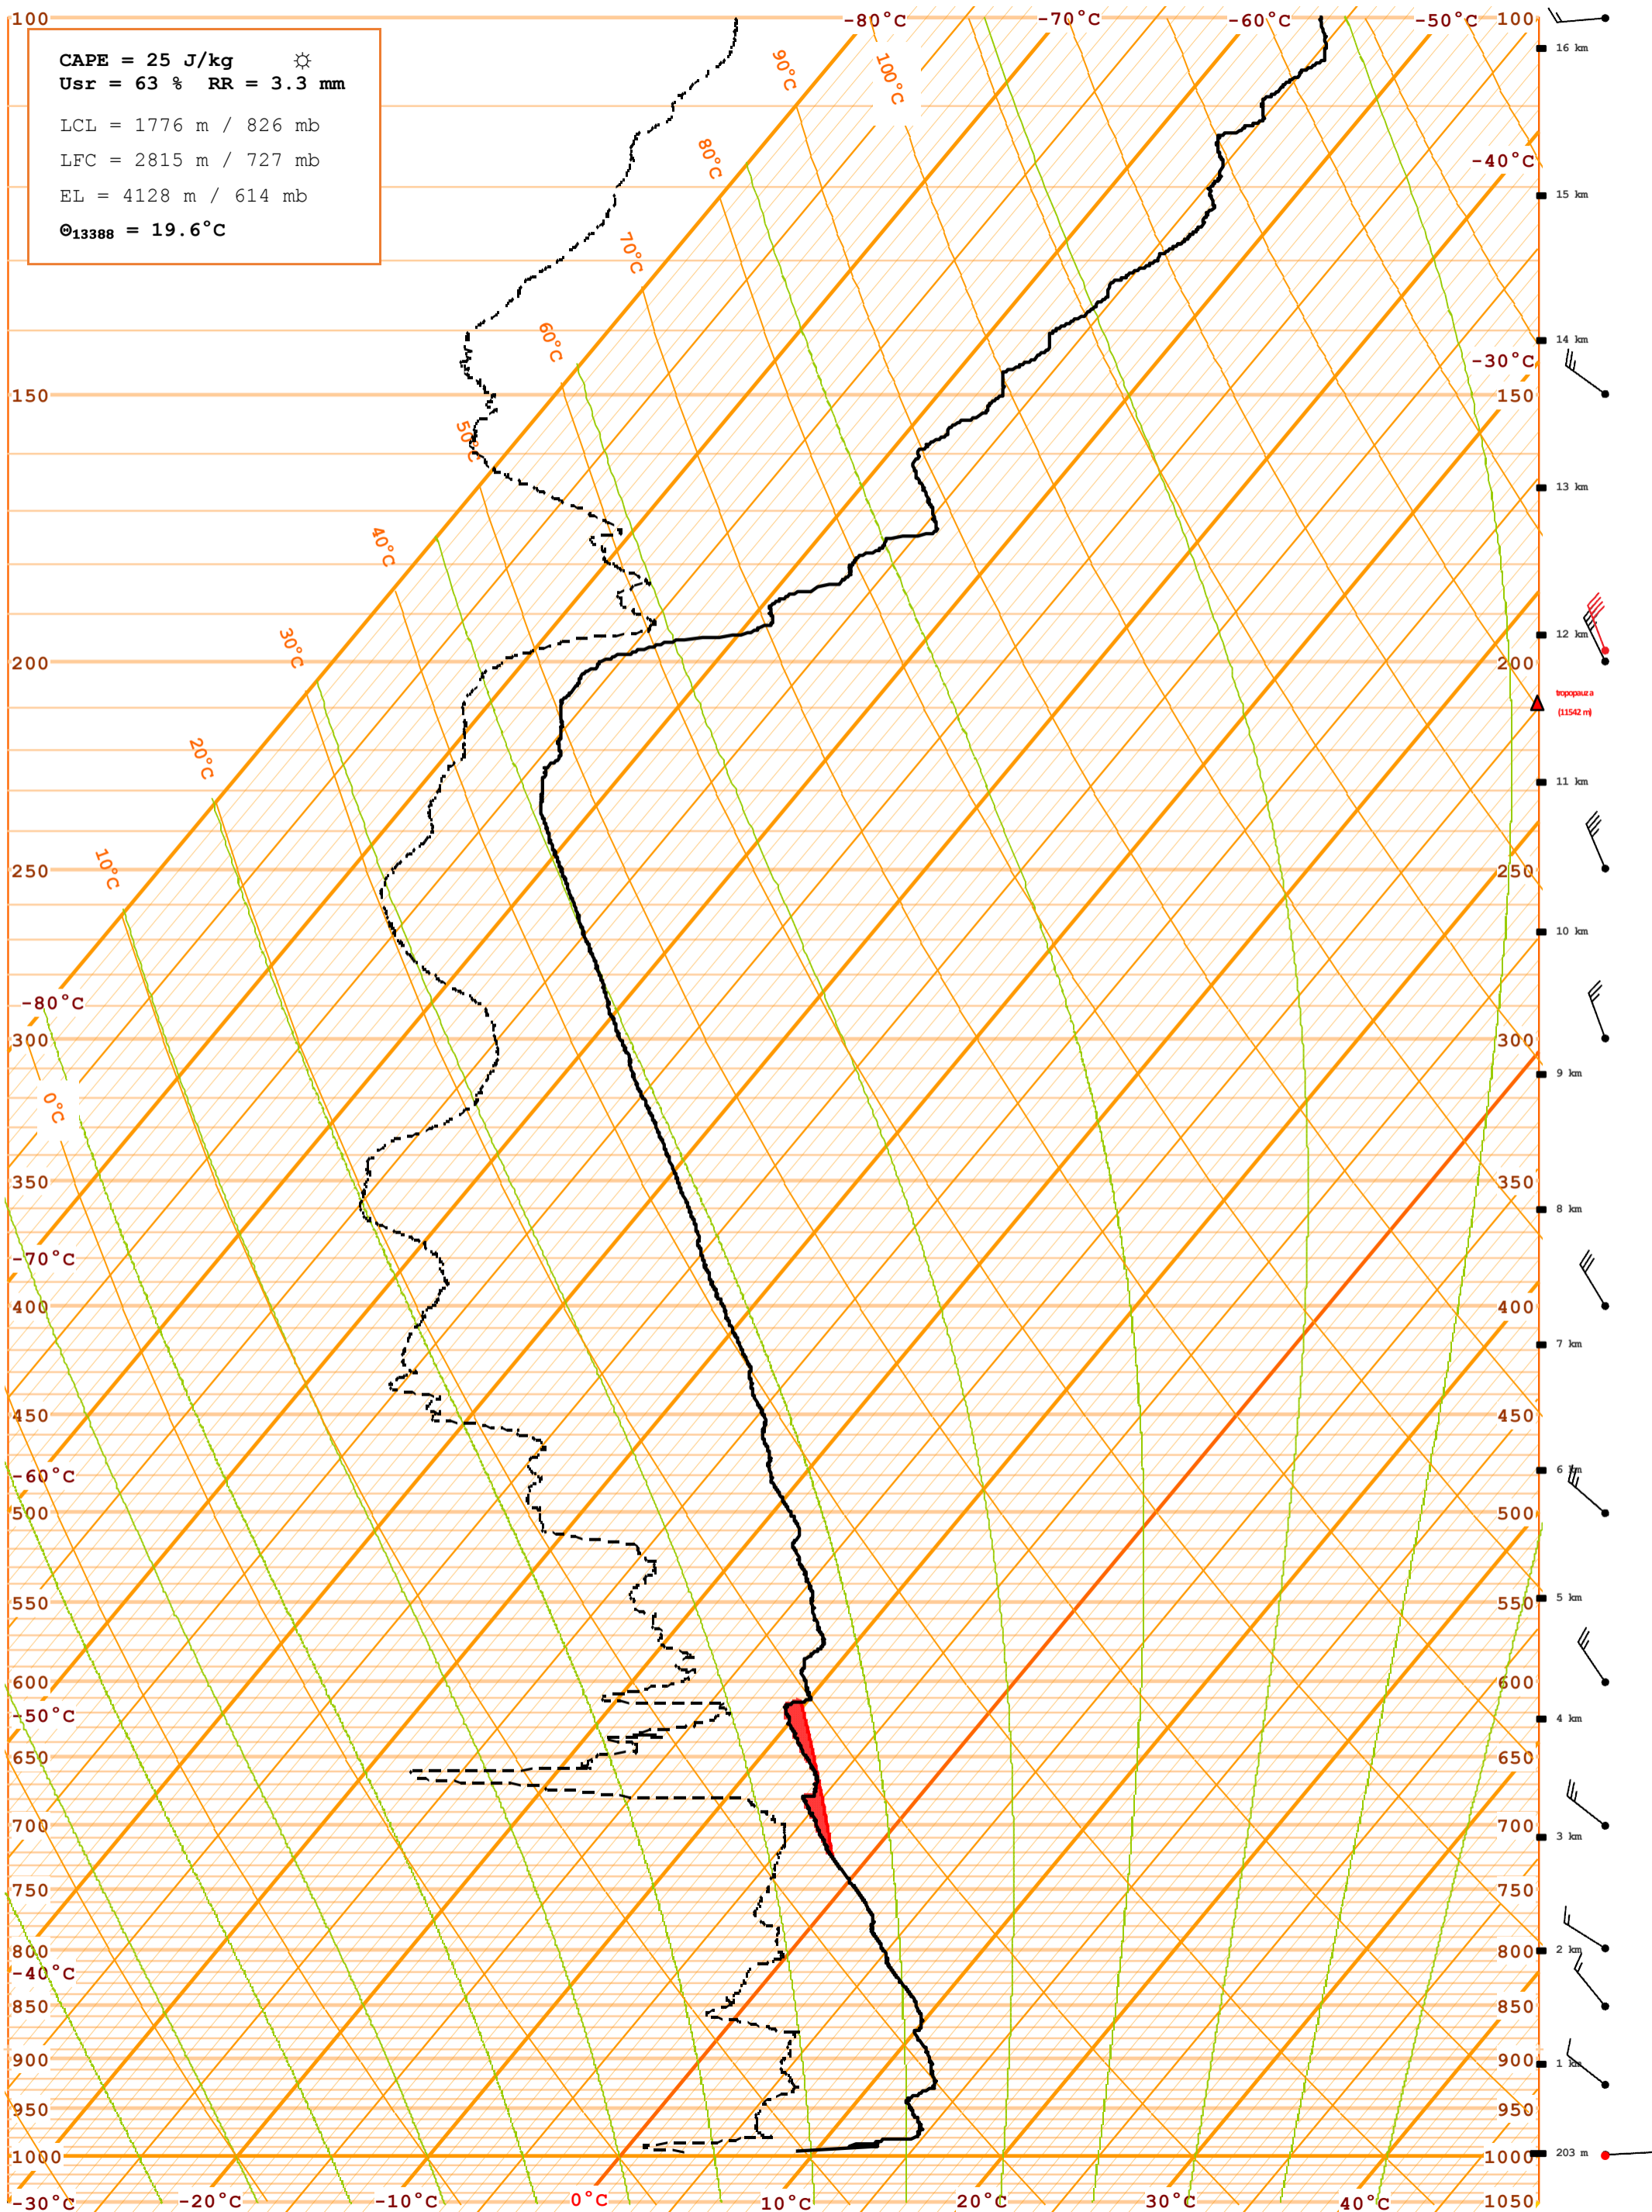 100
-80°C
-70°C
-60°C
-50°C
100
16 km
CAPE = 25 J/kg ☼
Usr = 63 % RR = 3.3 mm
LCL = 1776 m / 826 mb
LFC = 2815 m / 727 mb
EL = 4128 m / 614 mb
Θ13388 = 19.6°C
90°C
100°C
80°C
-40°C
15 km
70°C
60°C
14 km
-30°C
150
50°C
150
13 km
40°C
30°C
12 km
200
200
tropopauza
(11542 m)
20°C
11 km
10°C
250
250
10 km
-80°C
300
300
9 km
0°C
350
350
8 km
-70°C
400
400
7 km
450
450
6 km
-60°C
500
500
5 km
550
550
600
600
-50°C
4 km
650
650
700
700
3 km
750
750
800
800
2 km
-40°C
850
850
900
900
1 km
950
950
1000
1000
203 m
-30°C
-20°C
-10°C
0°C
10°C
20°C
30°C
40°C
1050